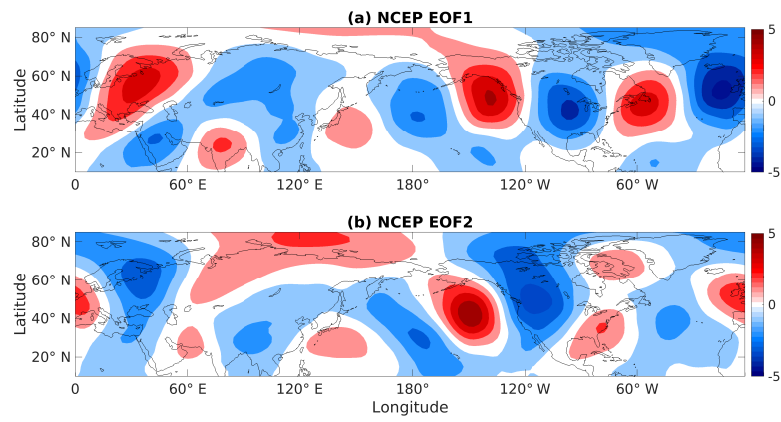 (a) NCEP EOF1
80° N
60° N
40° N
20° N
Latitude
0
60° E
120° E
180°
120° W
60° W
5
0
-5
(b) NCEP EOF2
80° N
60° N
40° N
20° N
Latitude
0
60° E
120° E
180°
120° W
60° W
5
0
-5
Longitude